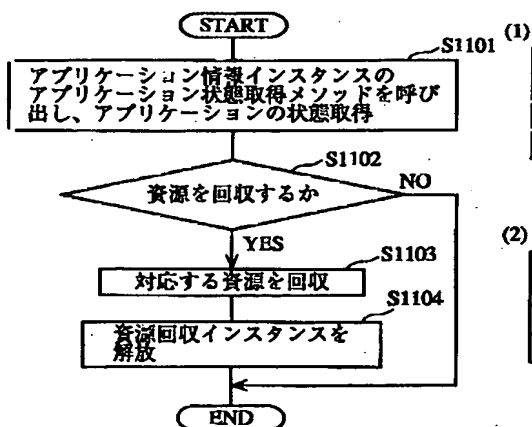 START
(1)
S1101
アプリケーション情報インスタンスの
アプリケーション状態取得メソッドを呼び
出し、アプリケーションの状態取得
S1102
資源を回収するか
NO
YES
(2)
S1103
対応する資源を回収
S1104
資源回収インスタンスを
解放
END